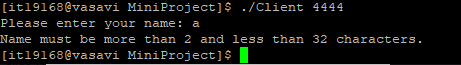 [it19168@vasavi MiniProject]$ ./Client 4444
Please enter your name: a
Name must be more than 2 and less than 32 characters.
[it19168@vasavi MiniProject]$